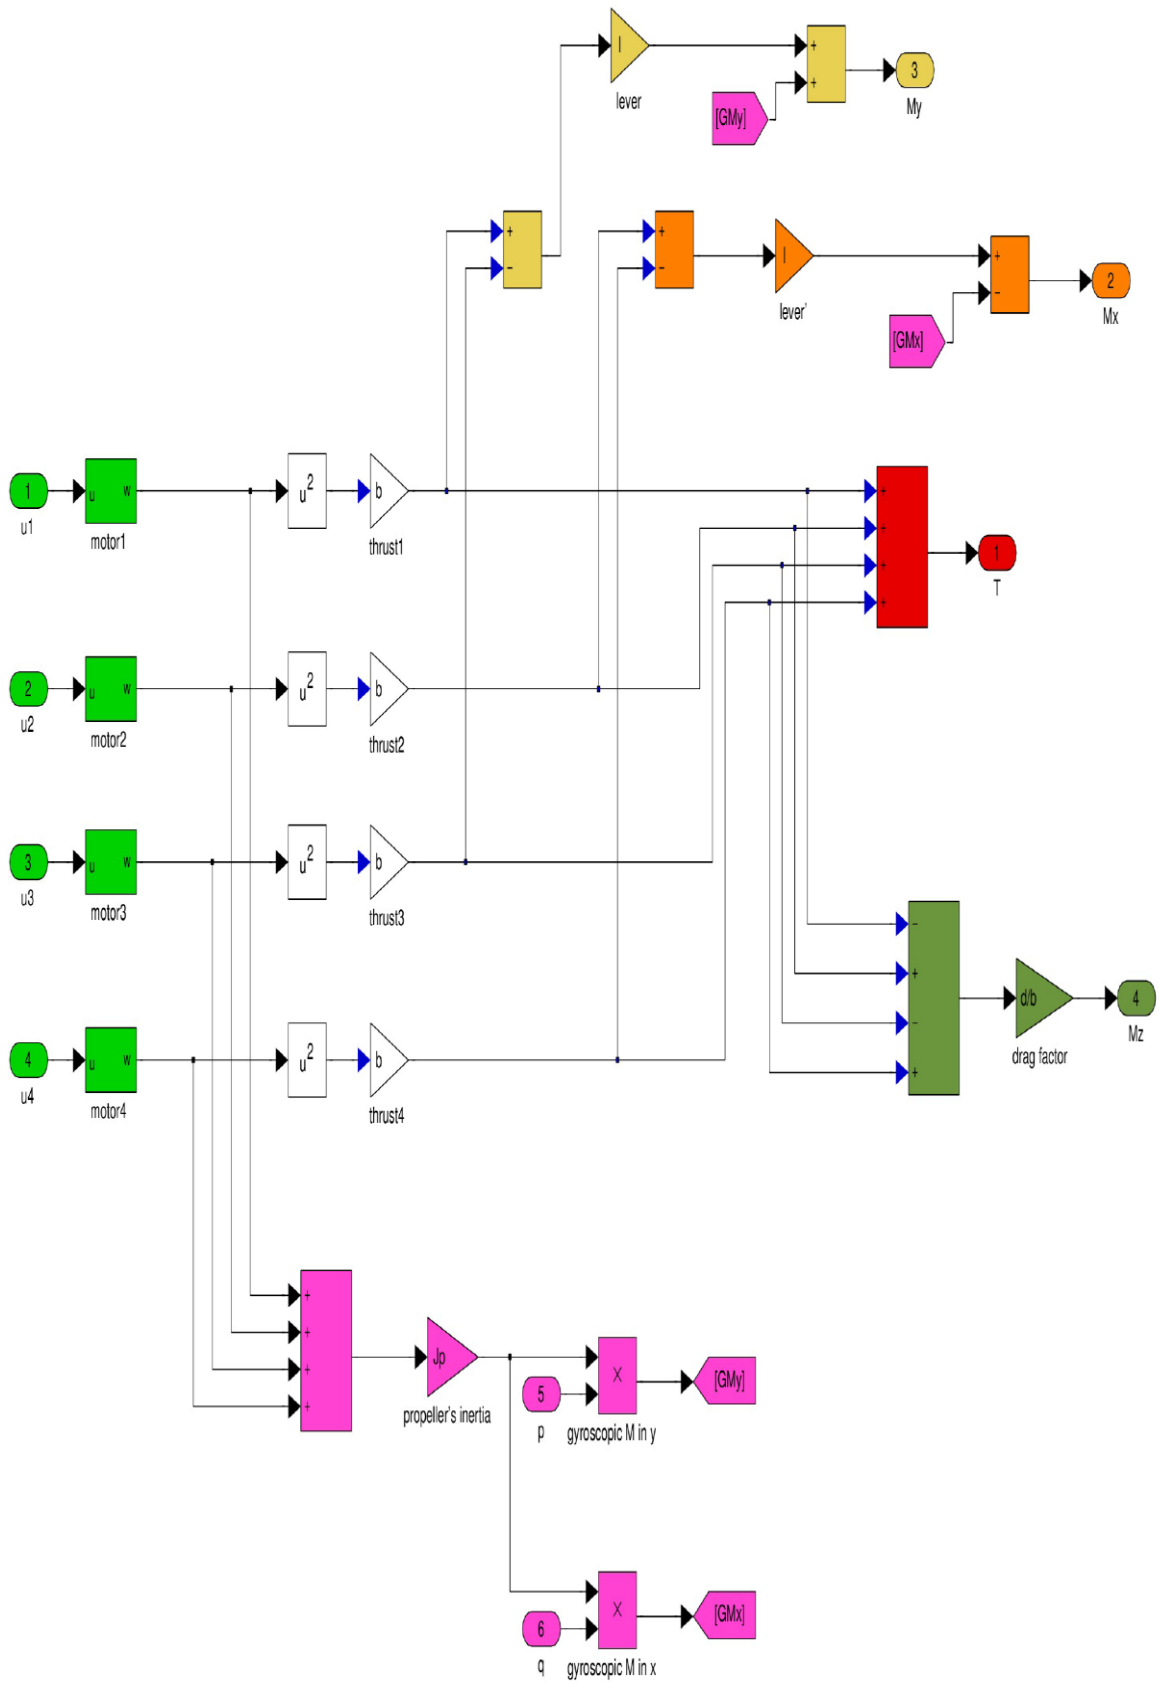 l
+
+
3
lever
[GMy]
My
+
-
+
-
l
+
-
2
lever'
[GMx]
Mx
1
u
w
u2
b
+
+
+
+
1
u1
motor1
thrust1
T
2
u
w
u2
b
u2
motor2
thrust2
3
u
w
u2
b
u3
motor3
thrust3
-
+
-
+
d/b
4
drag factor
Mz
4
u
w
u2
b
u4
motor4
thrust4
+
+
+
+
Jp
propeller's inertia
5
p
X
[GMy]
gyroscopic M in y
6
q
X
[GMx]
gyroscopic M in x